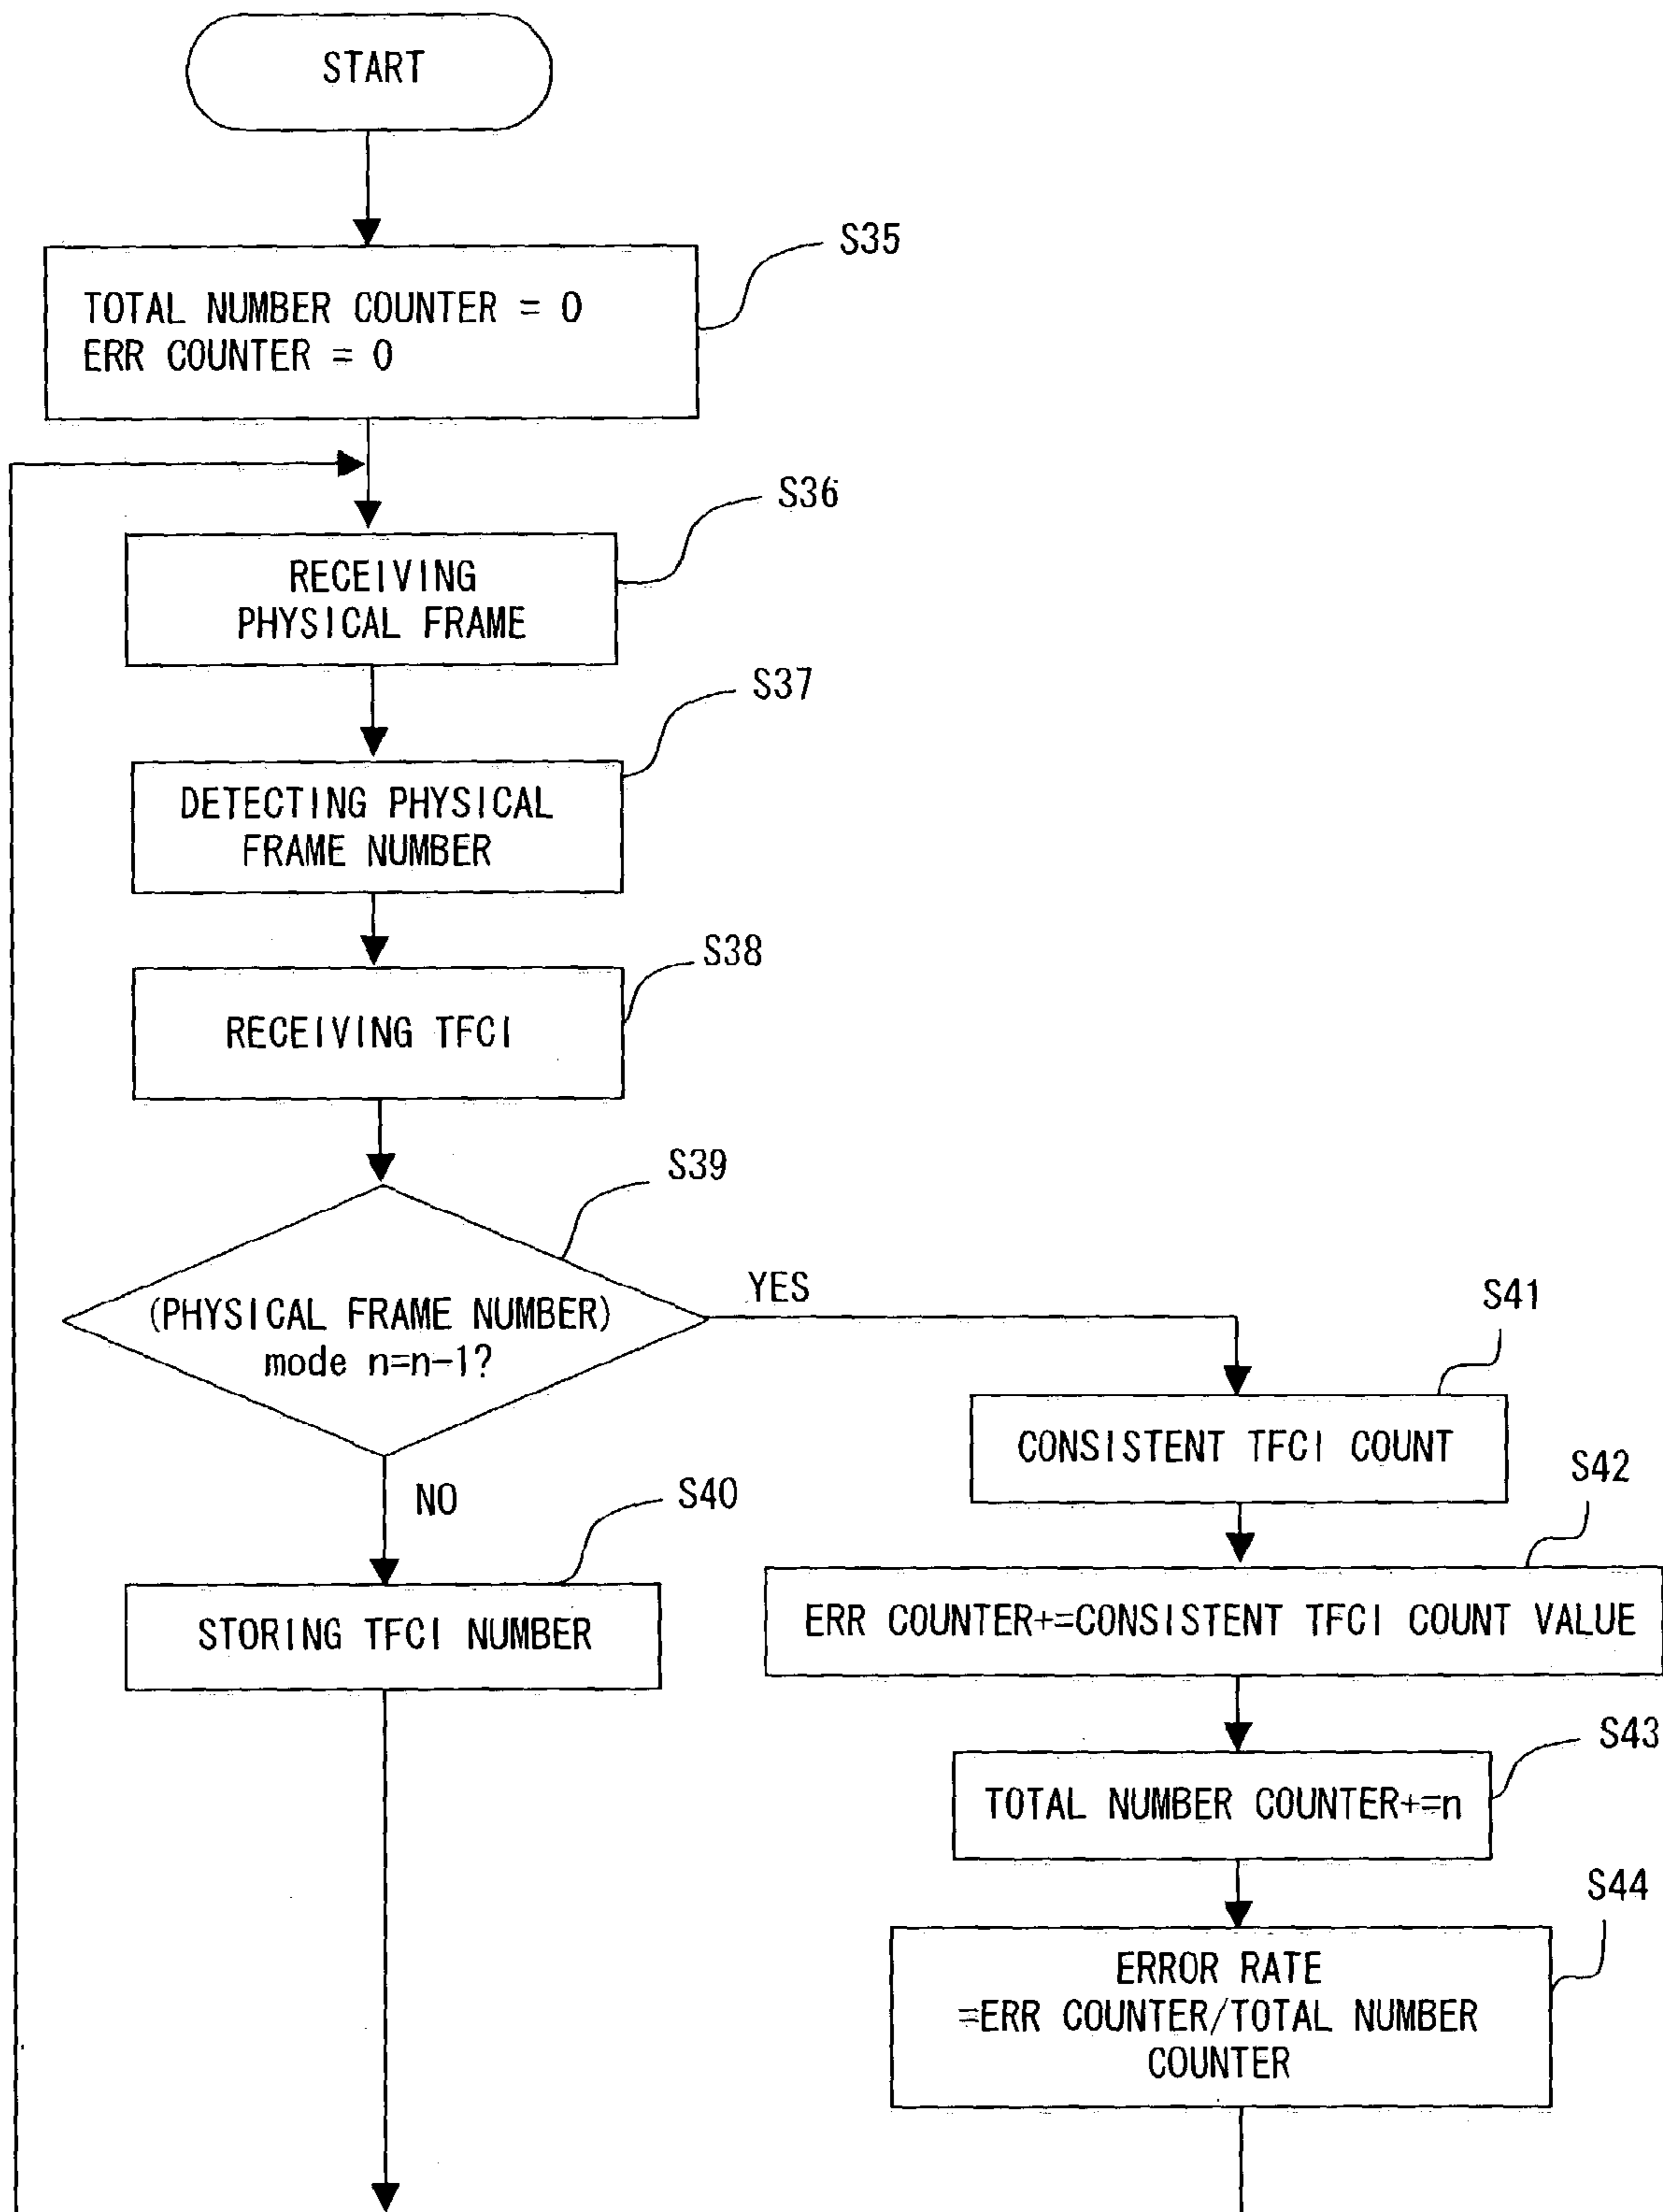 START
S35
TOTAL NUMBER COUNTER = 0
ERR COUNTER = 0
S36
RECEIVING
PHYSICAL FRAME
S37
DETECTING PHYSICAL
FRAME NUMBER
S38
RECEIVING TFCI
S39
(PHYSICAL FRAME NUMBER)
mode n=n-1?
YES
NO
S40
STORING TFCI NUMBER
S41
CONSISTENT TFCI COUNT
S42
ERR COUNTER+=CONSISTENT TFCI COUNT VALUE
S43
TOTAL NUMBER COUNTER+=n
S44
ERROR RATE
=ERR COUNTER/TOTAL NUMBER
COUNTER